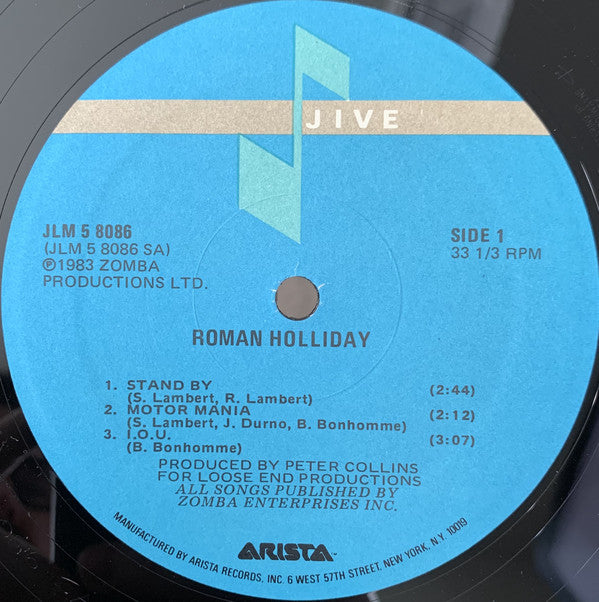 JIVE
JLM 5 8086
(JLM 5 8086 SA)
℗1983 ZOMBA
PRODUCTIONS LTD.
SIDE 1
33 1/3 RPM
ROMAN HOLLIDAY
1. STAND BY (2:44)
(S. Lambert, R. Lambert)
2. MOTOR MANIA (2:12)
(S. Lambert, J. Durno, B. Bonhomme)
3. I.O.U. (3:07)
(B. Bonhomme)
PRODUCED BY PETER COLLINS
FOR LOOSE END PRODUCTIONS
ALL SONGS PUBLISHED BY
ZOMBA ENTERPRISES INC.
ARISTA™
MANUFACTURED BY ARISTA RECORDS, INC. 6 WEST 57TH STREET, NEW YORK, N.Y. 10019